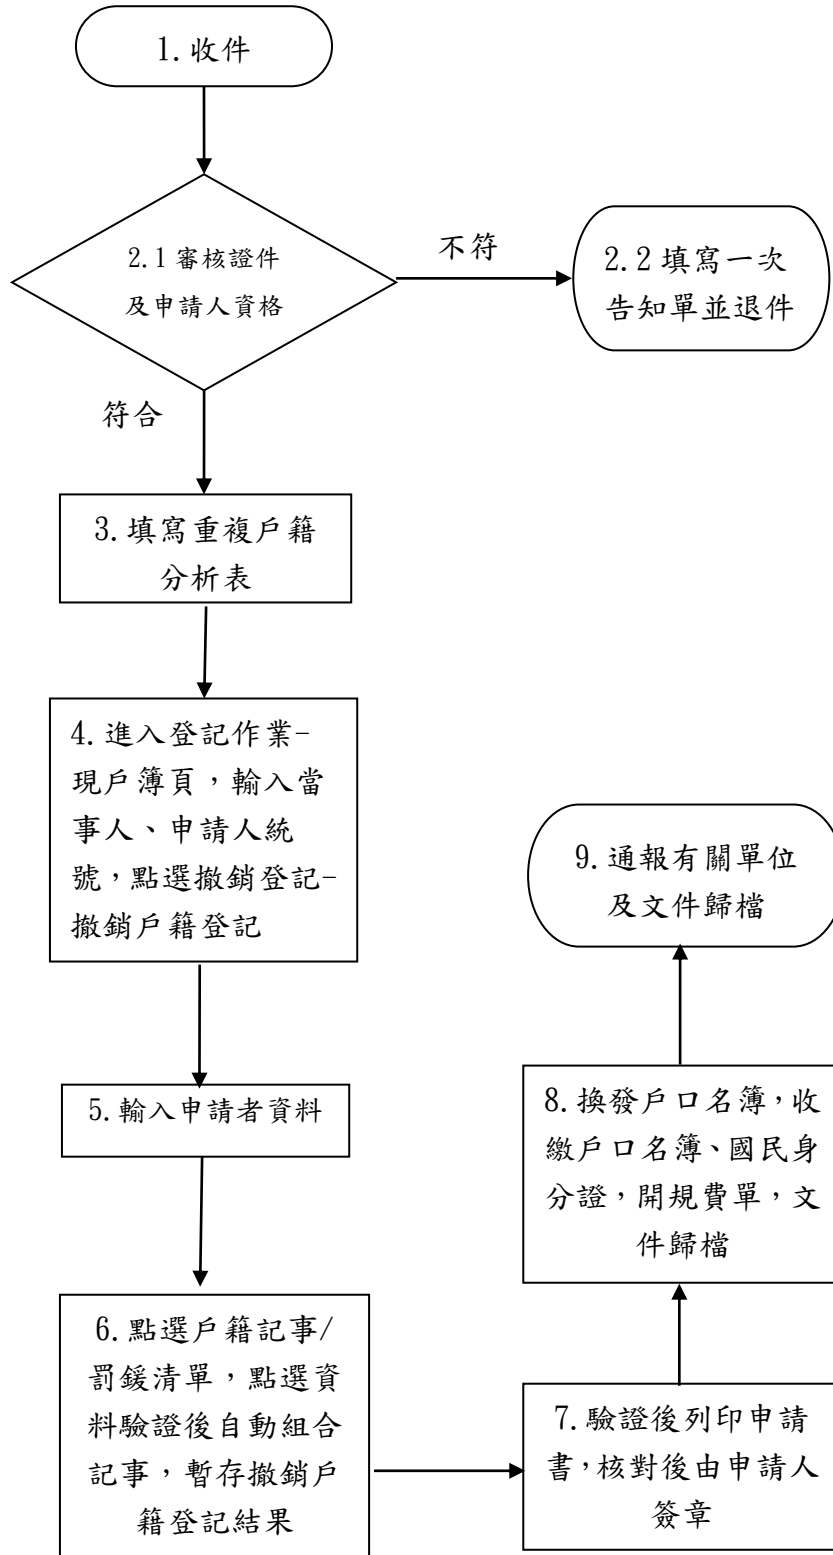 1.收件
2.1審核證件
及申請人資格
不符
2.2填寫一次
告知單並退件
符合
3.填寫重複戶籍
分析表
4.進入登記作業-
現戶簿頁，輸入當
事人、申請人統
號，點選撤銷登記-
撤銷戶籍登記
5.輸入申請者資料
6.點選戶籍記事/
罰鍰清單，點選資
料驗證後自動組合
記事，暫存撤銷戶
籍登記結果
7.驗證後列印申請
書，核對後由申請人
簽章
8.換發戶口名簿，收
繳戶口名簿、國民身
分證，開規費單，文
件歸檔
9.通報有關單位
及文件歸檔